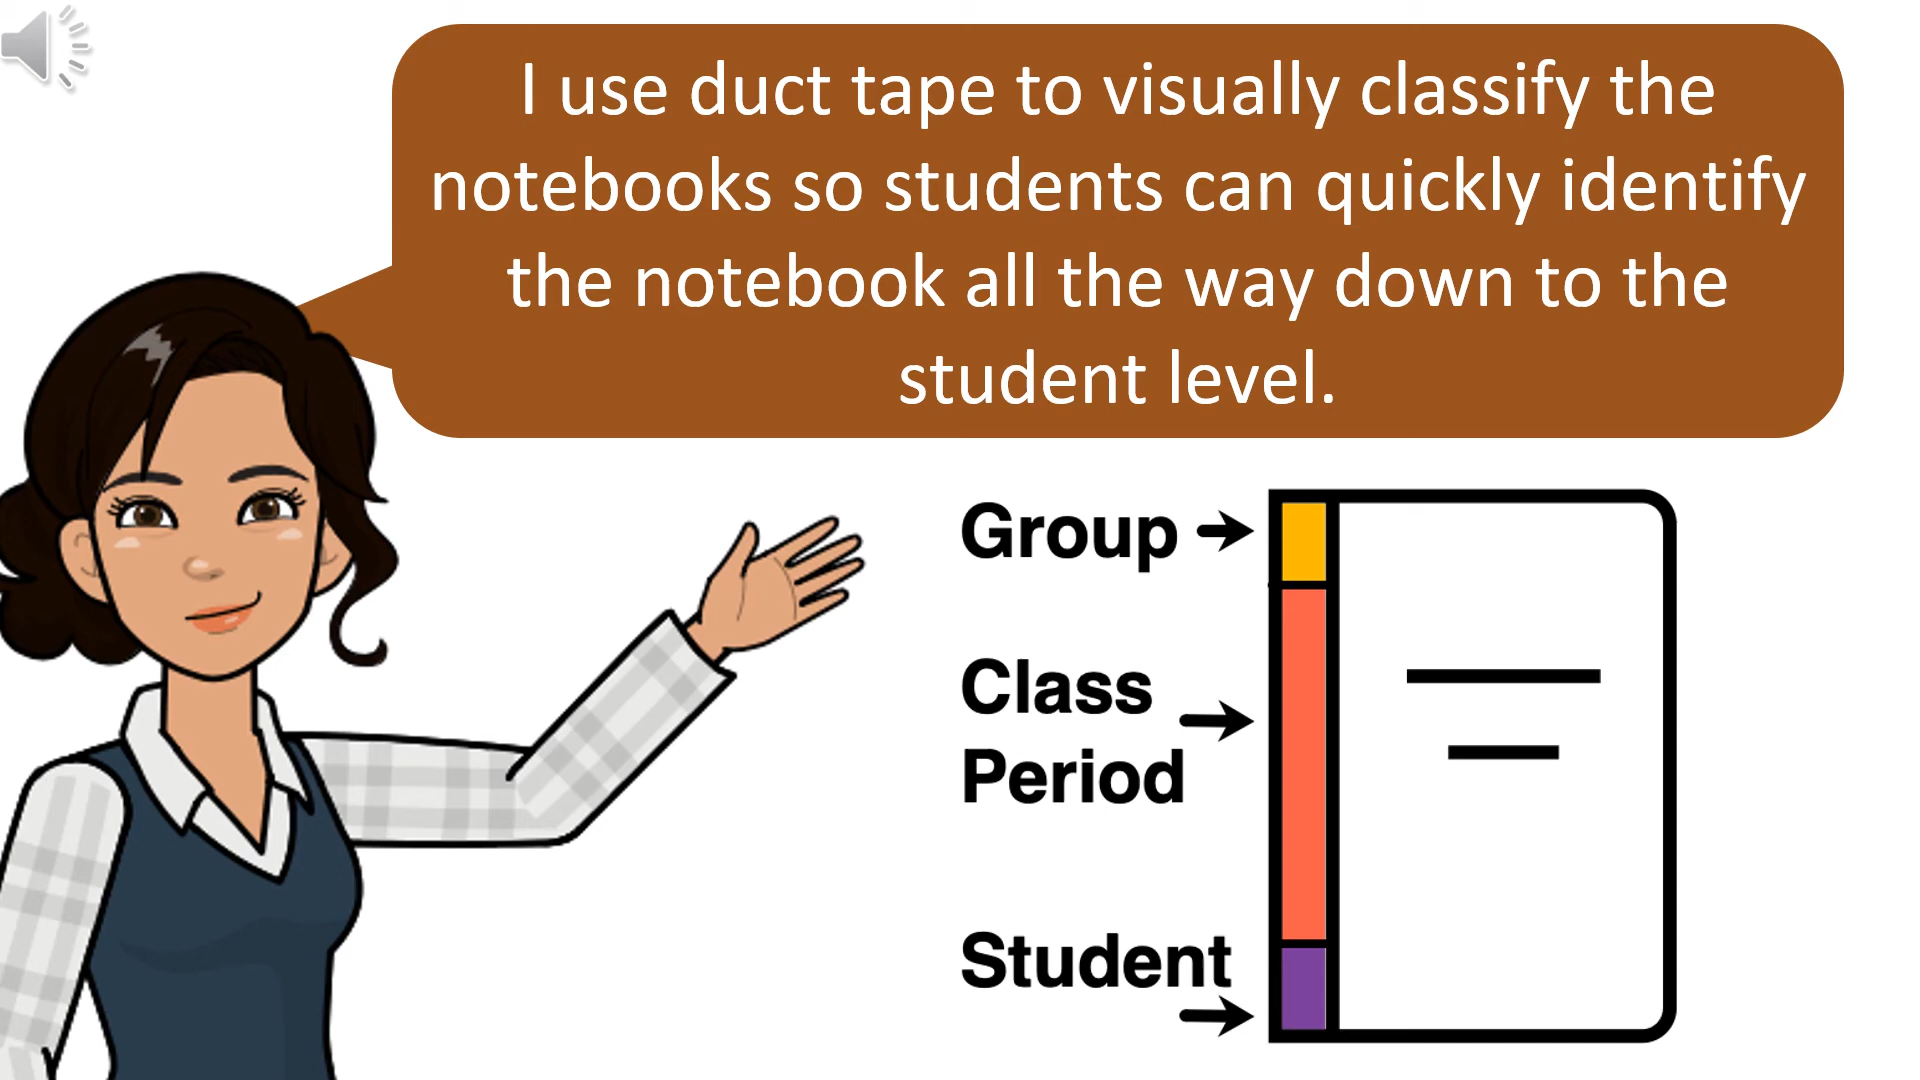 I use duct tape to visually classify the
notebooks so students can quickly identify
the notebook all the way down to the
student level.
Group
Class
Period
Student